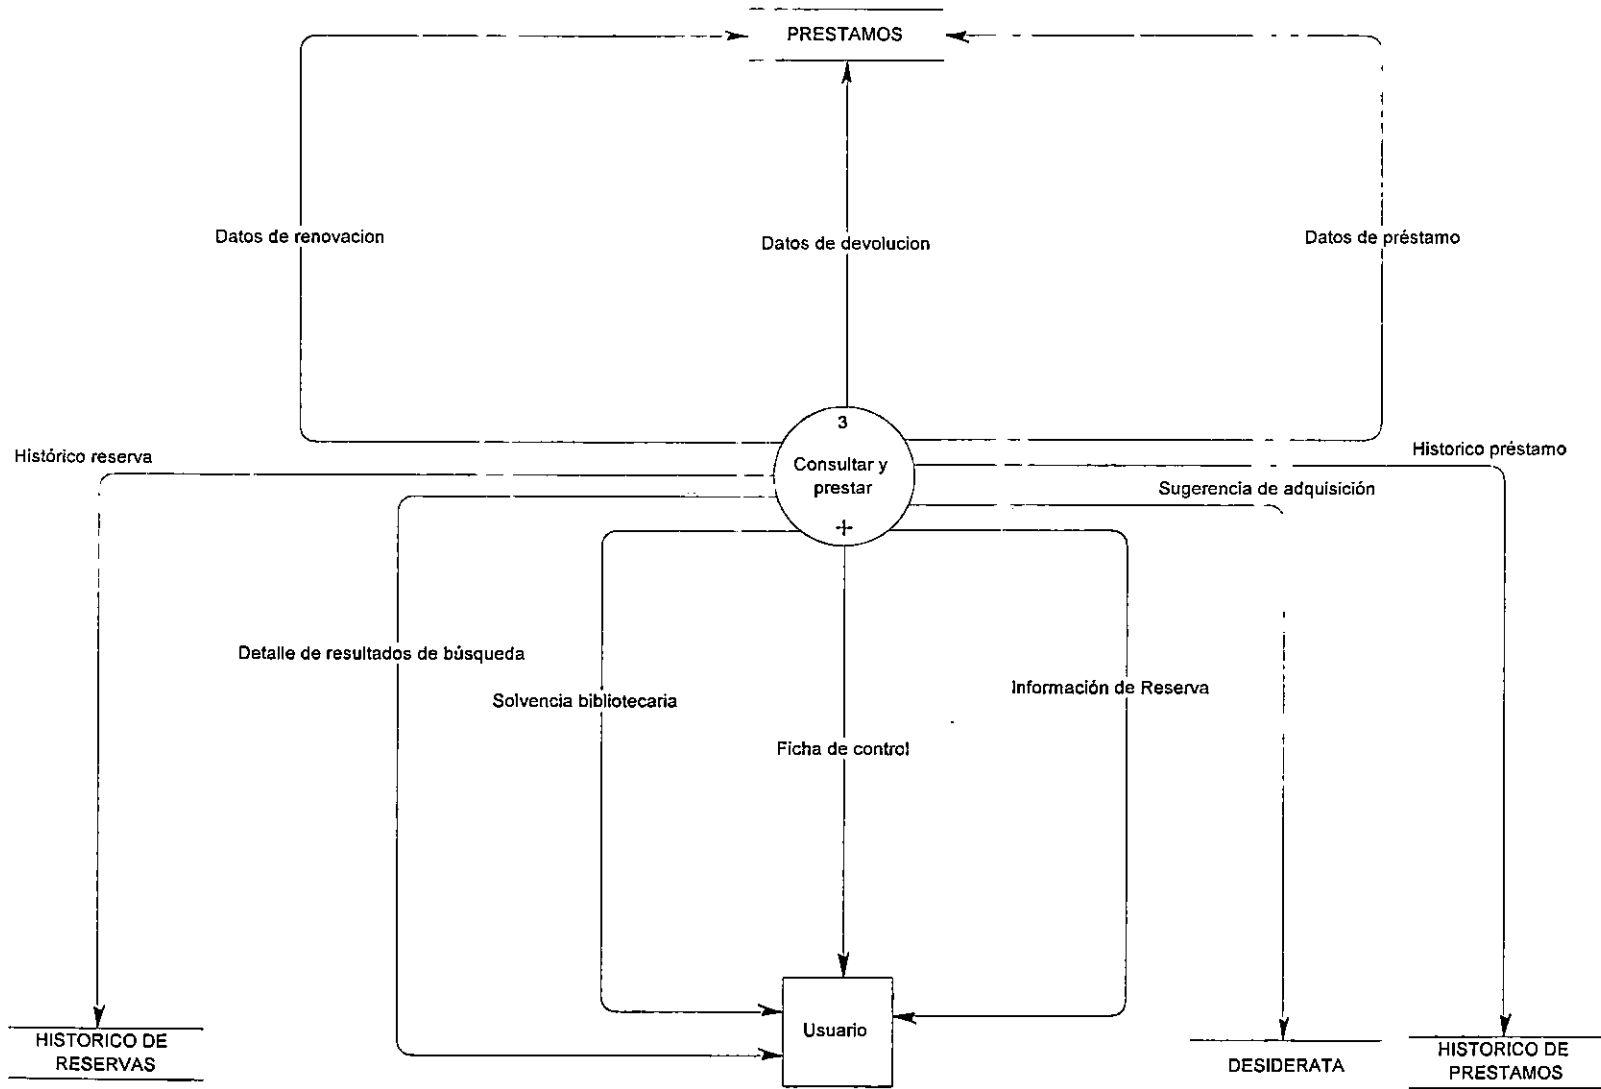 PRESTAMOS
Datos de renovacion
Datos de devolucion
Datos de préstamo
3
Consultar y
prestar
Histórico reserva
Historico préstamo
Sugerencia de adquisición
Detalle de resultados de búsqueda
Solvencia bibliotecaria
Información de Reserva
Ficha de control
Usuario
HISTORICO DE
RESERVAS
DESIDERATA
HISTORICO DE
PRESTAMOS